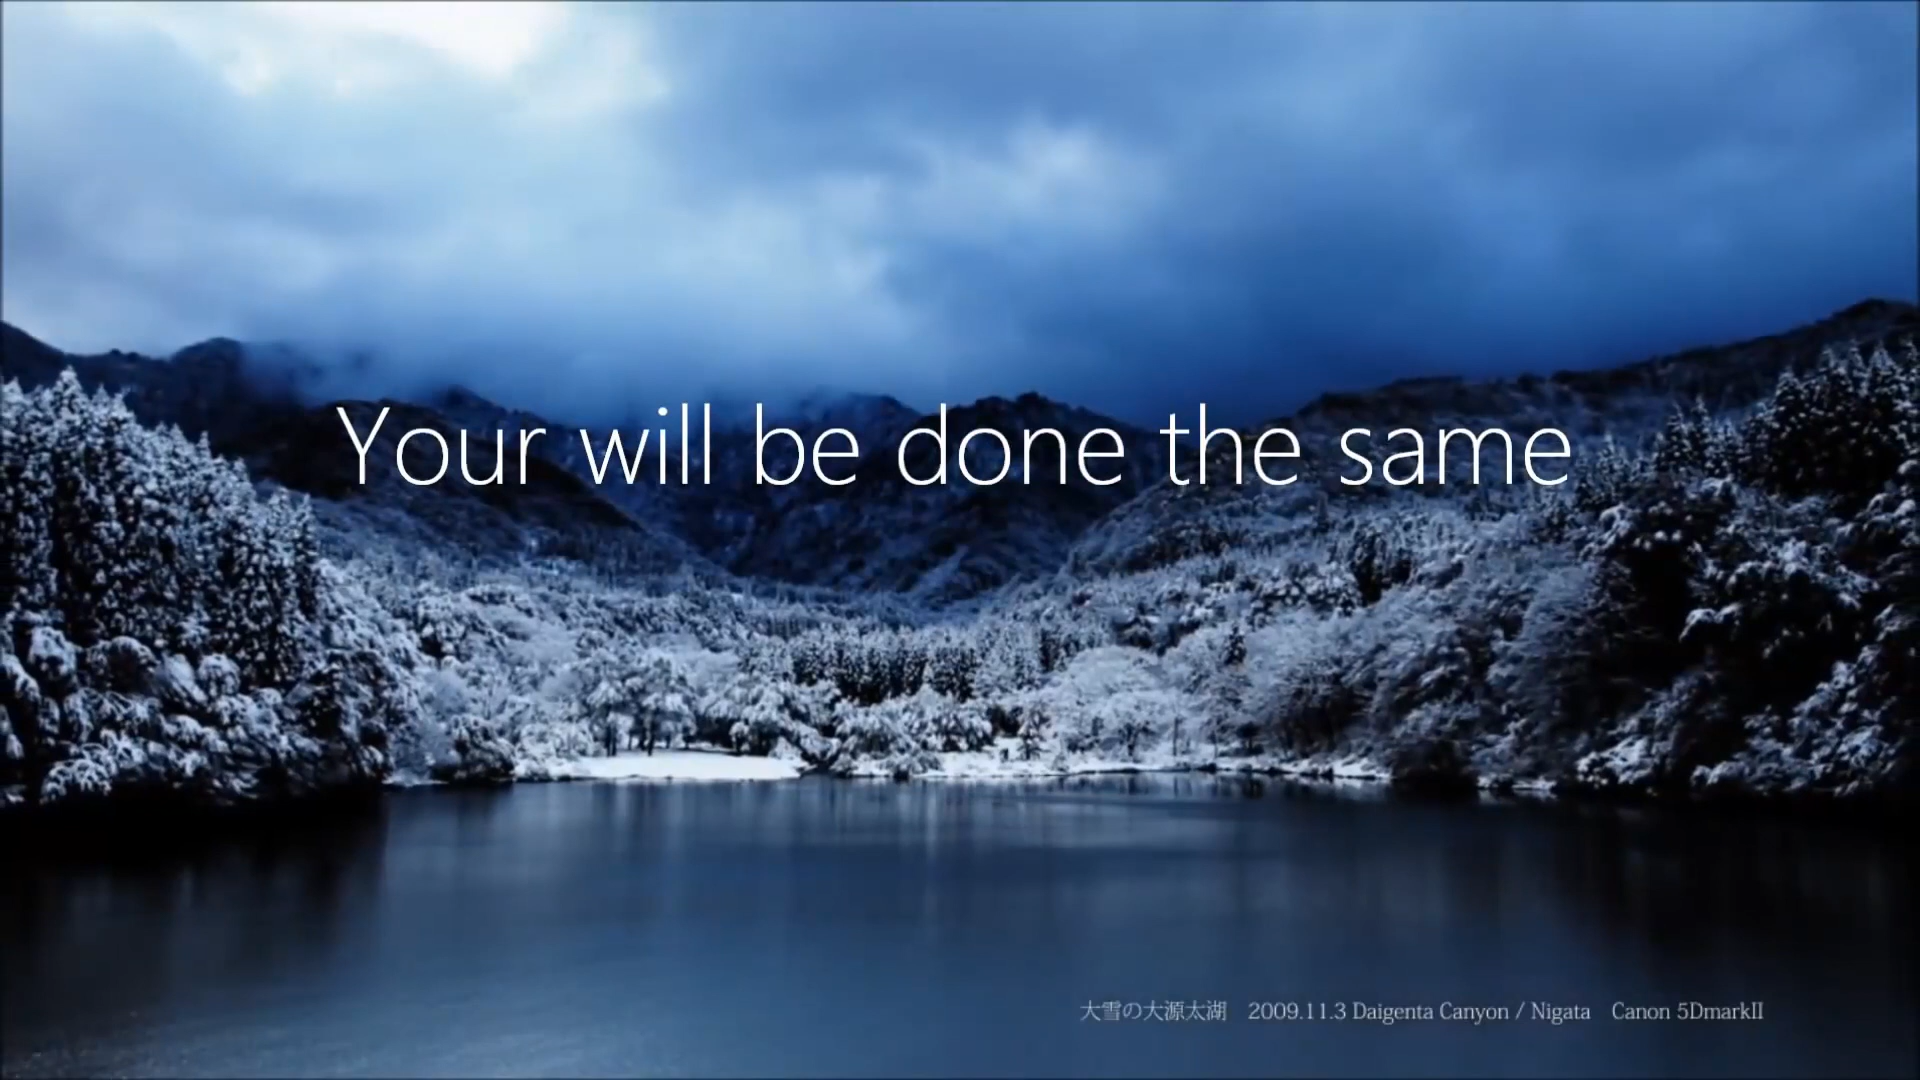 Your will be done the same
大雪の大源太湖 2009.11.3 Daigenta Canyon / Nigata Canon 5DmarkII